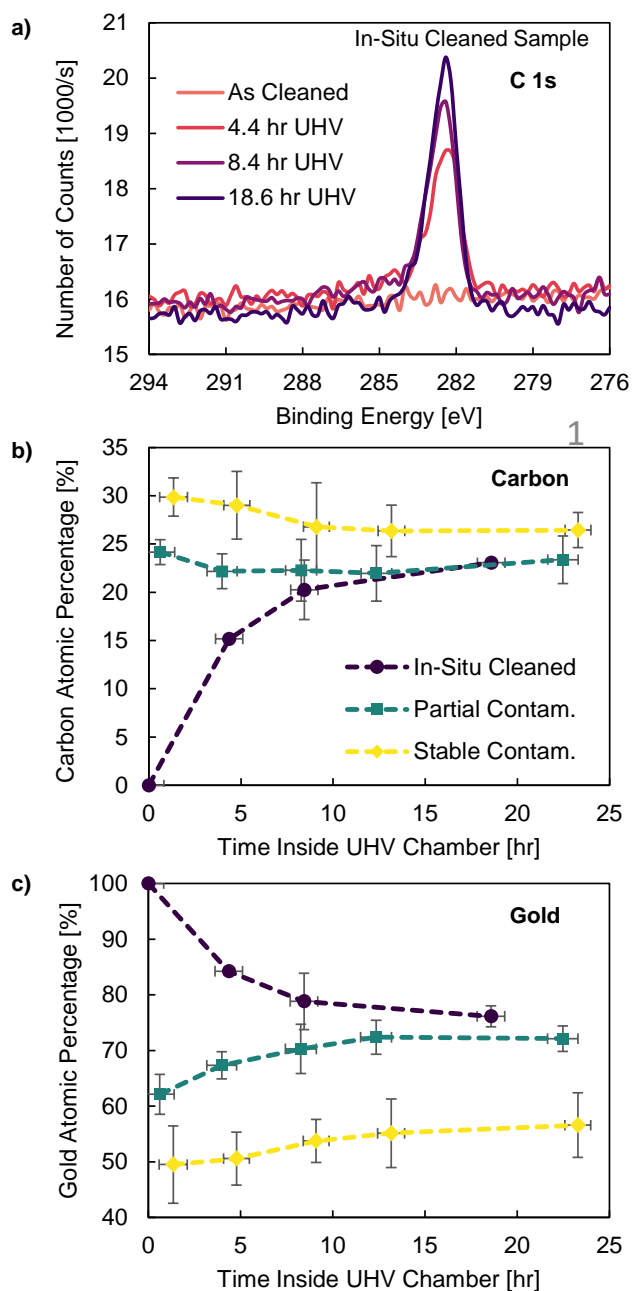 a)
In-Situ Cleaned Sample
C 1s
As Cleaned
4.4 hr UHV
8.4 hr UHV
18.6 hr UHV
Number of Counts [1000/s]
21
20
19
18
17
16
15
294 291 288 285 282 279 276
Binding Energy [eV]
1
b)
Carbon
Carbon Atomic Percentage [%]
35
30
25
20
15
10
5
0
In-Situ Cleaned
Partial Contam.
Stable Contam.
0 5 10 15 20 25
Time Inside UHV Chamber [hr]
c)
Gold
Gold Atomic Percentage [%]
100
90
80
70
60
50
40
0 5 10 15 20 25
Time Inside UHV Chamber [hr]